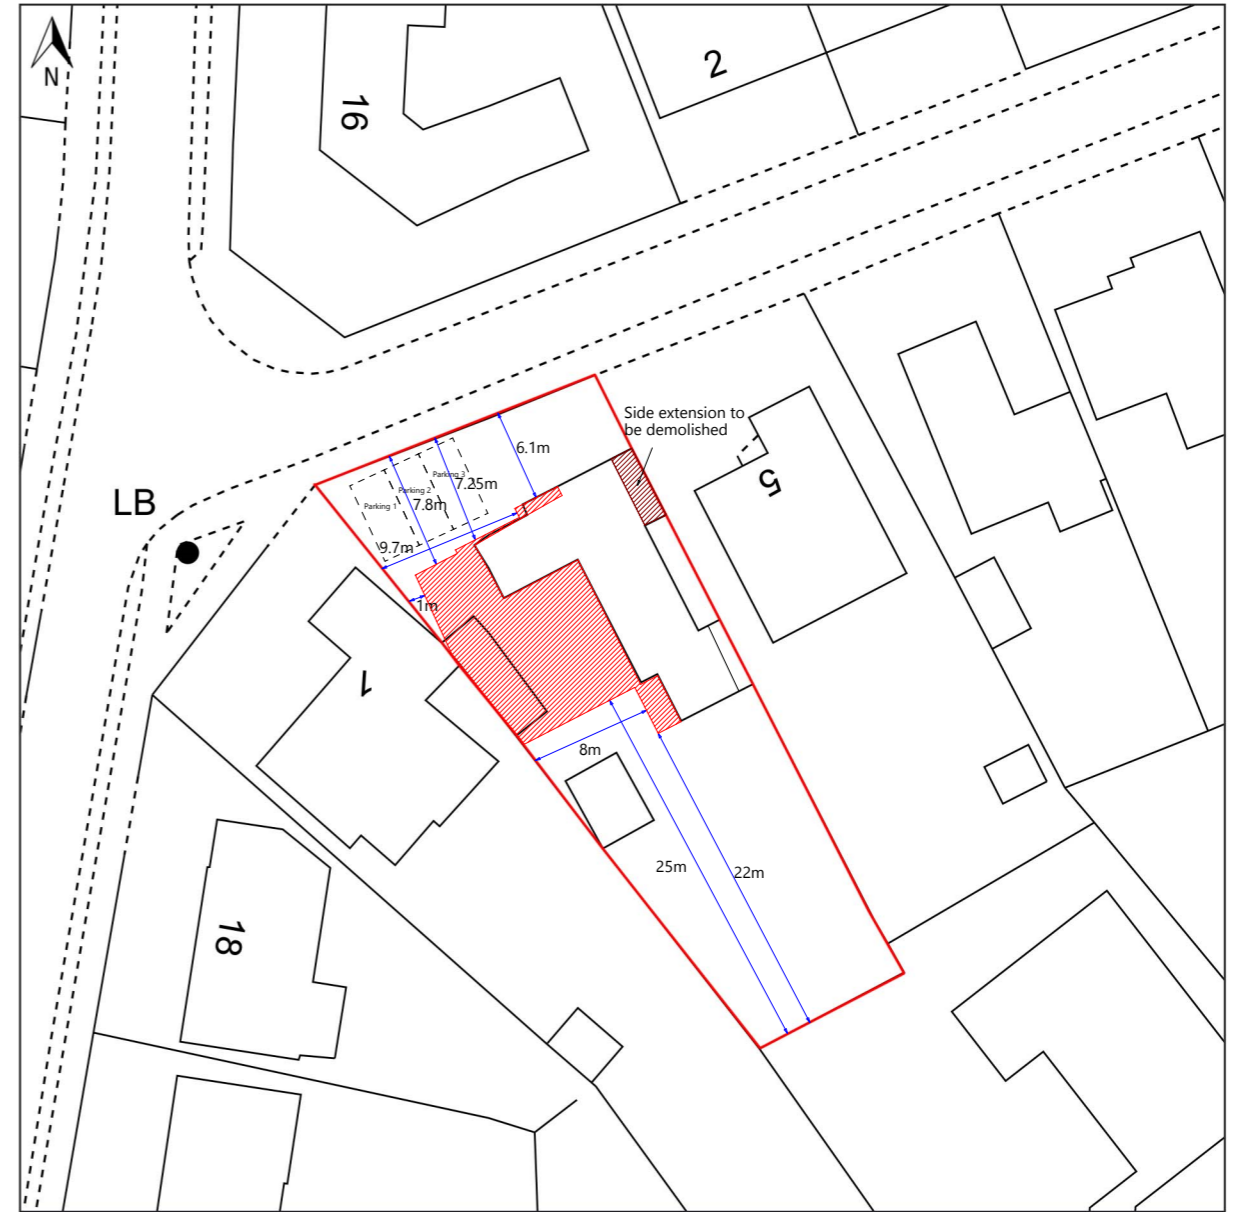 N
16
2
Side extension to
be demolished
6.1m
Parking 3
7.25m
Parking 2
7.8m
Parking 1
5
LB
9.7m
1m
1
8m
25m
22m
18